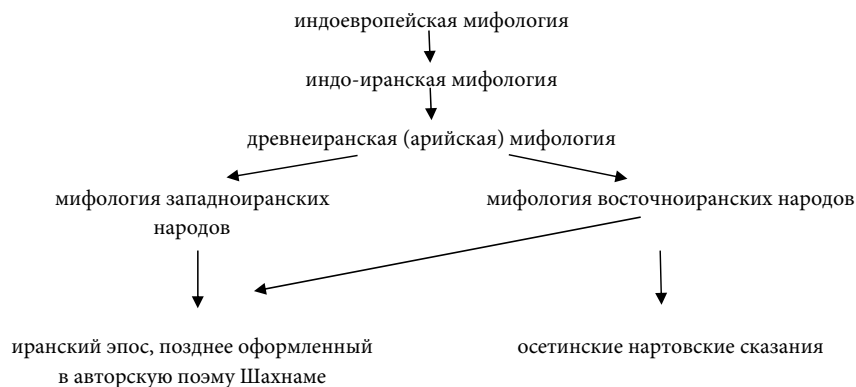 индоевропейская мифология
индо-иранская мифология
древнеиранская (арийская) мифология
мифология западноиранских
народов
мифология восточноиранских народов
иранский эпос, позднее оформленный
в авторскую поэму Шахнаме
осетинские нартовские сказания